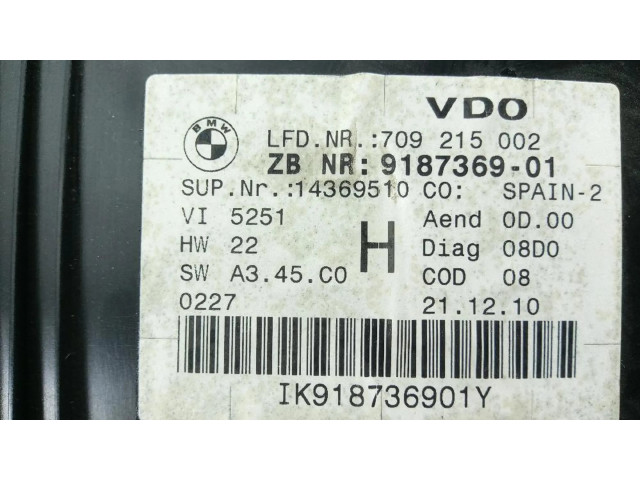 VDO
BMW
LFD.NR.:709 215 002
ZB NR: 9187369-01
SUP.Nr.:14369510 CO: SPAIN-2
VI 5251 Aend 0D.00
HW 22 H Diag 08D0
SW A3.45.C0 COD 08
0227 21.12.10
IK918736901Y